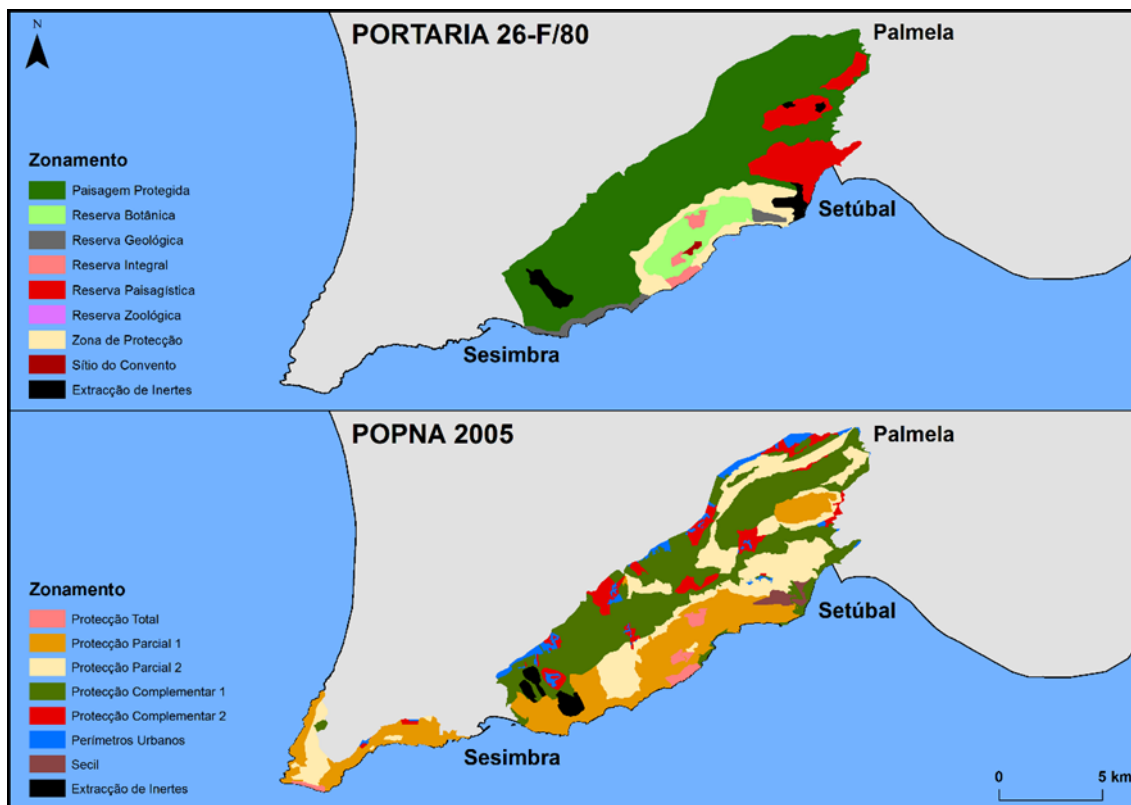 N
PORTARIA 26-F/80
Palmela
Zonamento
Paisagem Protegida
Reserva Botânica
Reserva Geológica
Reserva Integral
Reserva Paisagística
Reserva Zoológica
Zona de Protecção
Sítio do Convento
Extracção de Inertes
Setúbal
Sesimbra
POPNA 2005
Palmela
Zonamento
Protecção Total
Protecção Parcial 1
Protecção Parcial 2
Protecção Complementar 1
Protecção Complementar 2
Perímetros Urbanos
Secil
Extracção de Inertes
Setúbal
Sesimbra
0 5 km